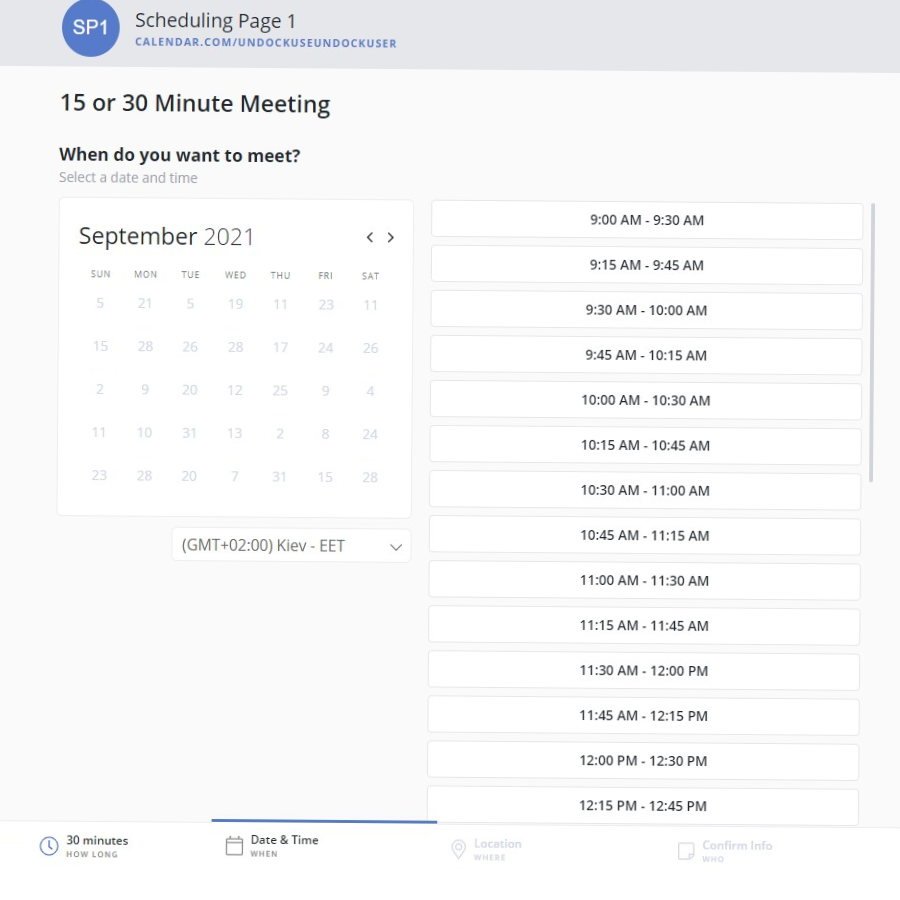 SP1
Scheduling Page 1
CALENDAR.COM/UNDOCKUSEUNDOCKUSER
15 or 30 Minute Meeting
When do you want to meet?
Select a date and time
September 2021
SUN MON TUE WED THU FRI SAT
5 21 5 19 11 23 11
15 28 26 28 17 24 26
2 9 20 12 25 9 4
11 10 31 13 2 8 24
23 28 20 7 31 15 28
(GMT+02:00) Kiev - EET
9:00 AM - 9:30 AM
9:15 AM - 9:45 AM
9:30 AM - 10:00 AM
9:45 AM - 10:15 AM
10:00 AM - 10:30 AM
10:15 AM - 10:45 AM
10:30 AM - 11:00 AM
10:45 AM - 11:15 AM
11:00 AM - 11:30 AM
11:15 AM - 11:45 AM
11:30 AM - 12:00 PM
11:45 AM - 12:15 PM
12:00 PM - 12:30 PM
12:15 PM - 12:45 PM
30 minutes
HOW LONG
Date & Time
WHEN
Location
WHERE
Confirm Info
WHO